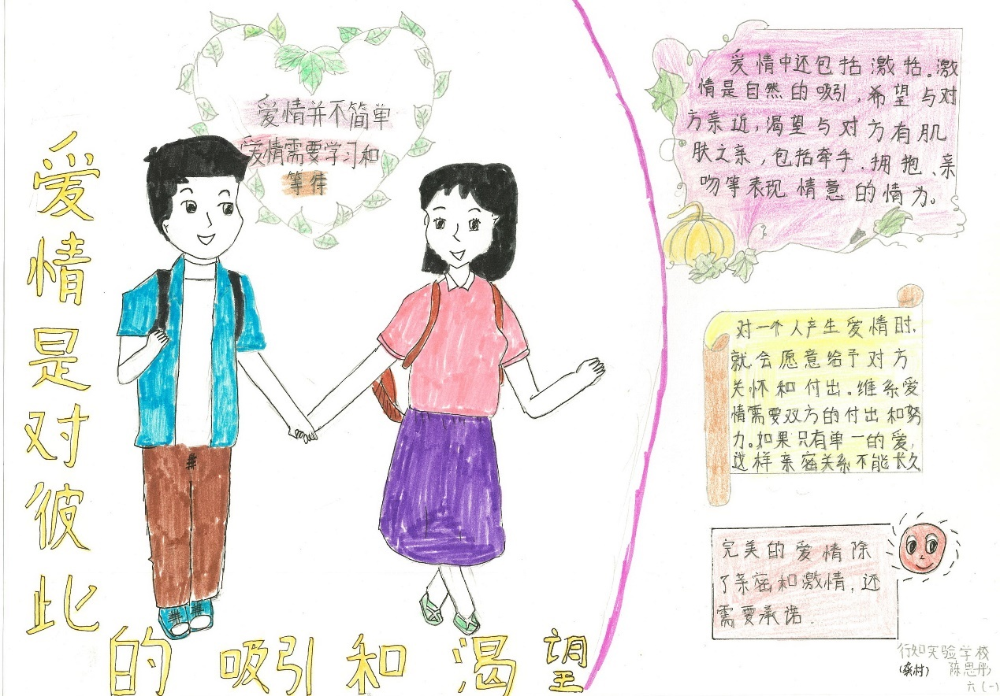 爱情是对彼此
的吸引和渴望
爱情并不简单
爱情需要学习和
等待
爱情中还包括激括。激
情是自然的吸引,希望与对
方亲近,渴望与对方有肌
肤之亲,包括牵手、拥抱、亲
吻等表现情意的情为。
对一个人产生爱情时,
就会愿意给予对方
关怀和付出。维系爱
情需要双方的付出和努
力。如果只有单一的爱,
这样亲密关系不能长久
完美的爱情除
了亲密和激情,还
需要承诺.
行知实验学校
陈思彤
六(一)